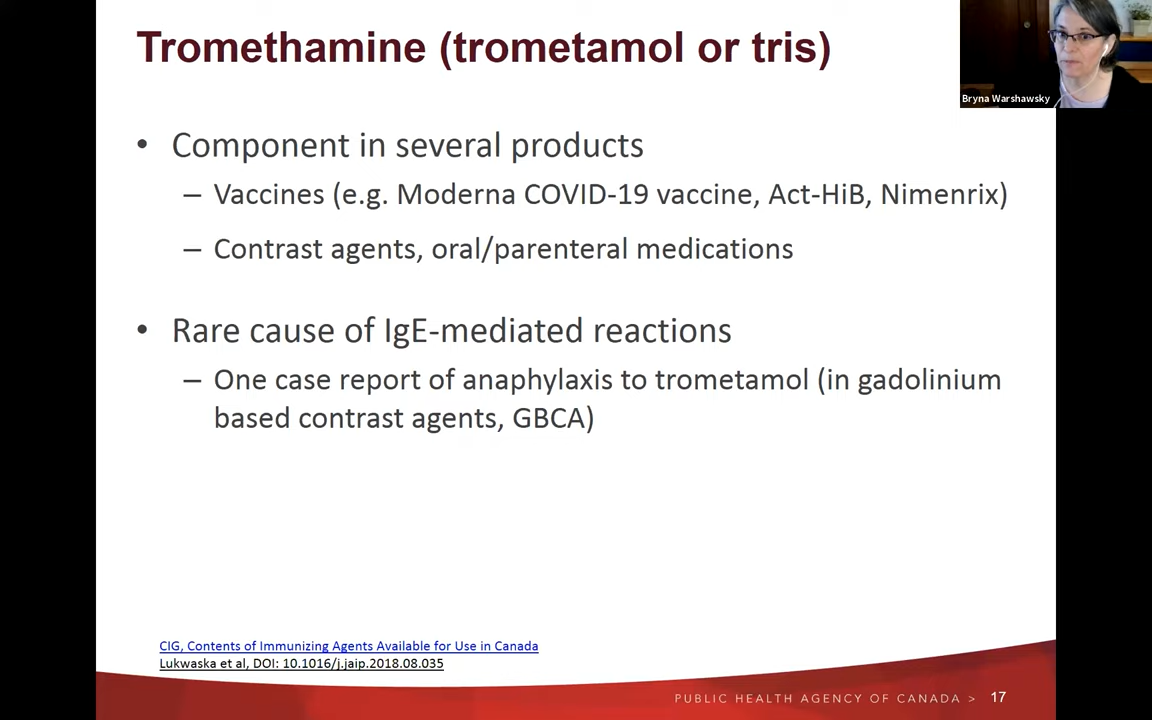 Tromethamine (trometamol or tris)
Bryna Warshawsky
• Component in several products
– Vaccines (e.g. Moderna COVID-19 vaccine, Act-HiB, Nimenrix)
– Contrast agents, oral/parenteral medications
• Rare cause of IgE-mediated reactions
– One case report of anaphylaxis to trometamol (in gadolinium
based contrast agents, GBCA)
CIG, Contents of Immunizing Agents Available for Use in Canada
Lukwaska et al, DOI: 10.1016/j.jaip.2018.08.035
PUBLIC HEALTH AGENCY OF CANADA > 17